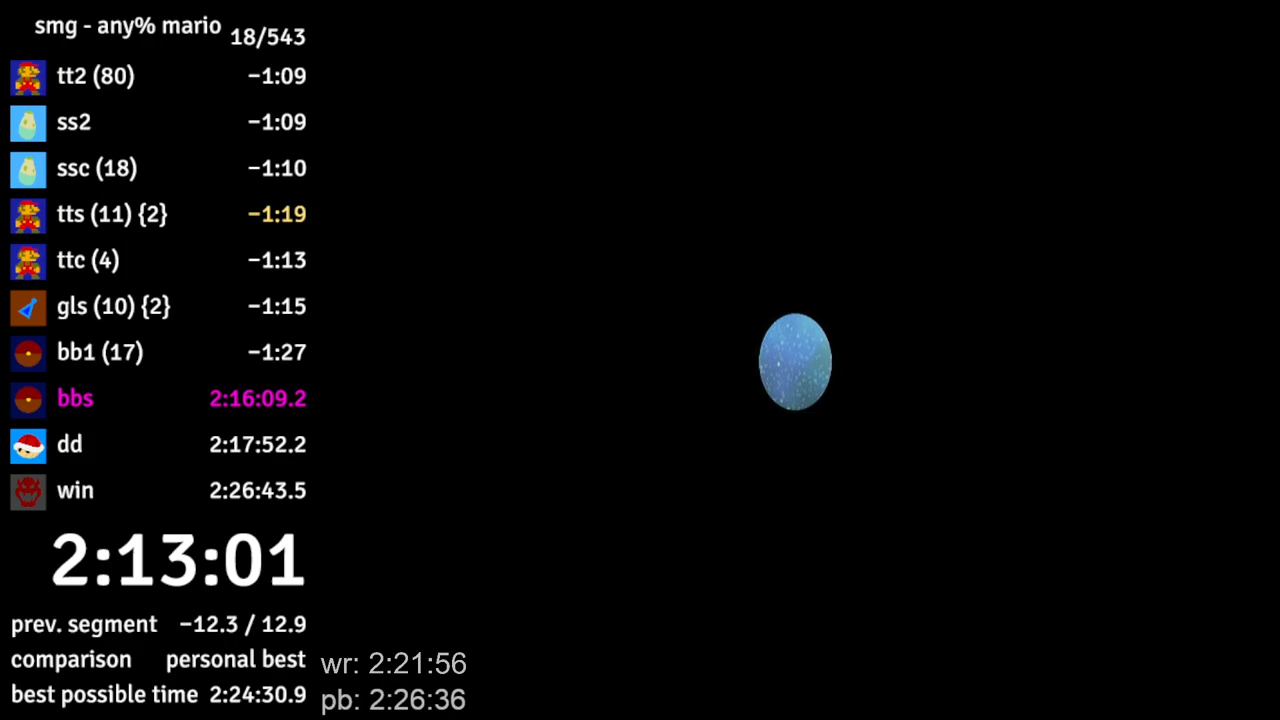 smg - any% mario 18/543
tt2 (80) −1:09
ss2 −1:09
ssc (18) −1:10
tts (11) {2} −1:19
ttc (4) −1:13
gls (10) {2} −1:15
bb1 (17) −1:27
bbs 2:16:09.2
dd 2:17:52.2
win 2:26:43.5
2:13:01
prev. segment −12.3 / 12.9
comparison personal best
best possible time 2:24:30.9
wr: 2:21:56
pb: 2:26:36